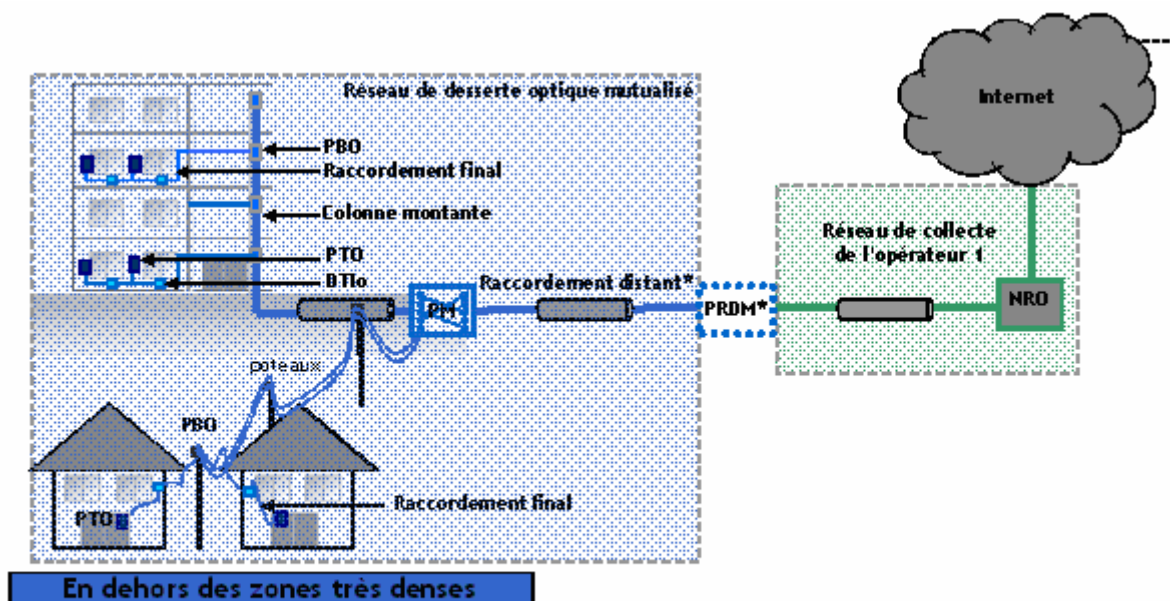 Internet
Réseau de desserte optique mutualisé
PBO
Raccordement final
Colonne montante
PTO
DTIo
Réseau de collecte
de l'opérateur 1
Raccordement distant*
PM
PRDM*
NRO
poteaux
PBO
PTO
Raccordement final
En dehors des zones très denses